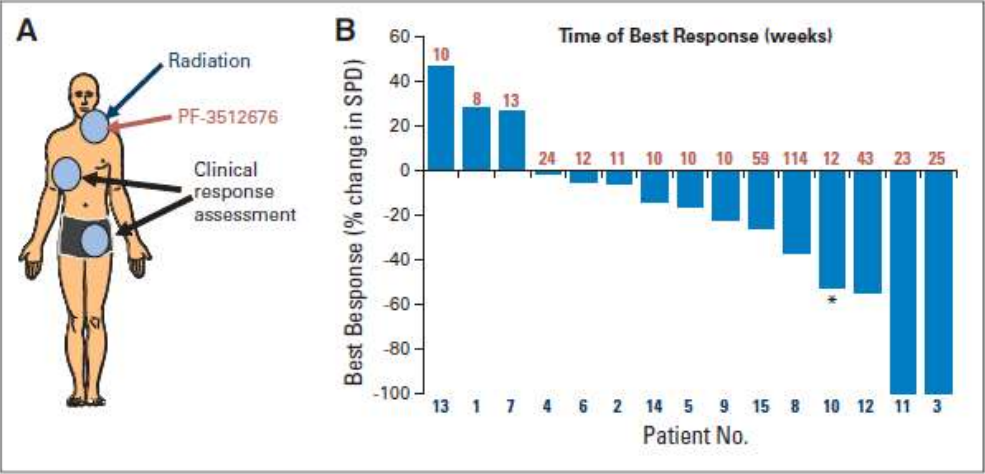 A
Radiation
PF-3512676
Clinical
response
assessment
B
Time of Best Response (weeks)
Best Besponse (% change in SPD)
60
40
20
0
-20
-40
-60
-80
-100
10 8 13 24 12 11 10 10 10 59 114 12 43 23 25
*
13 1 7 4 6 2 14 5 9 15 8 10 12 11 3
Patient No.